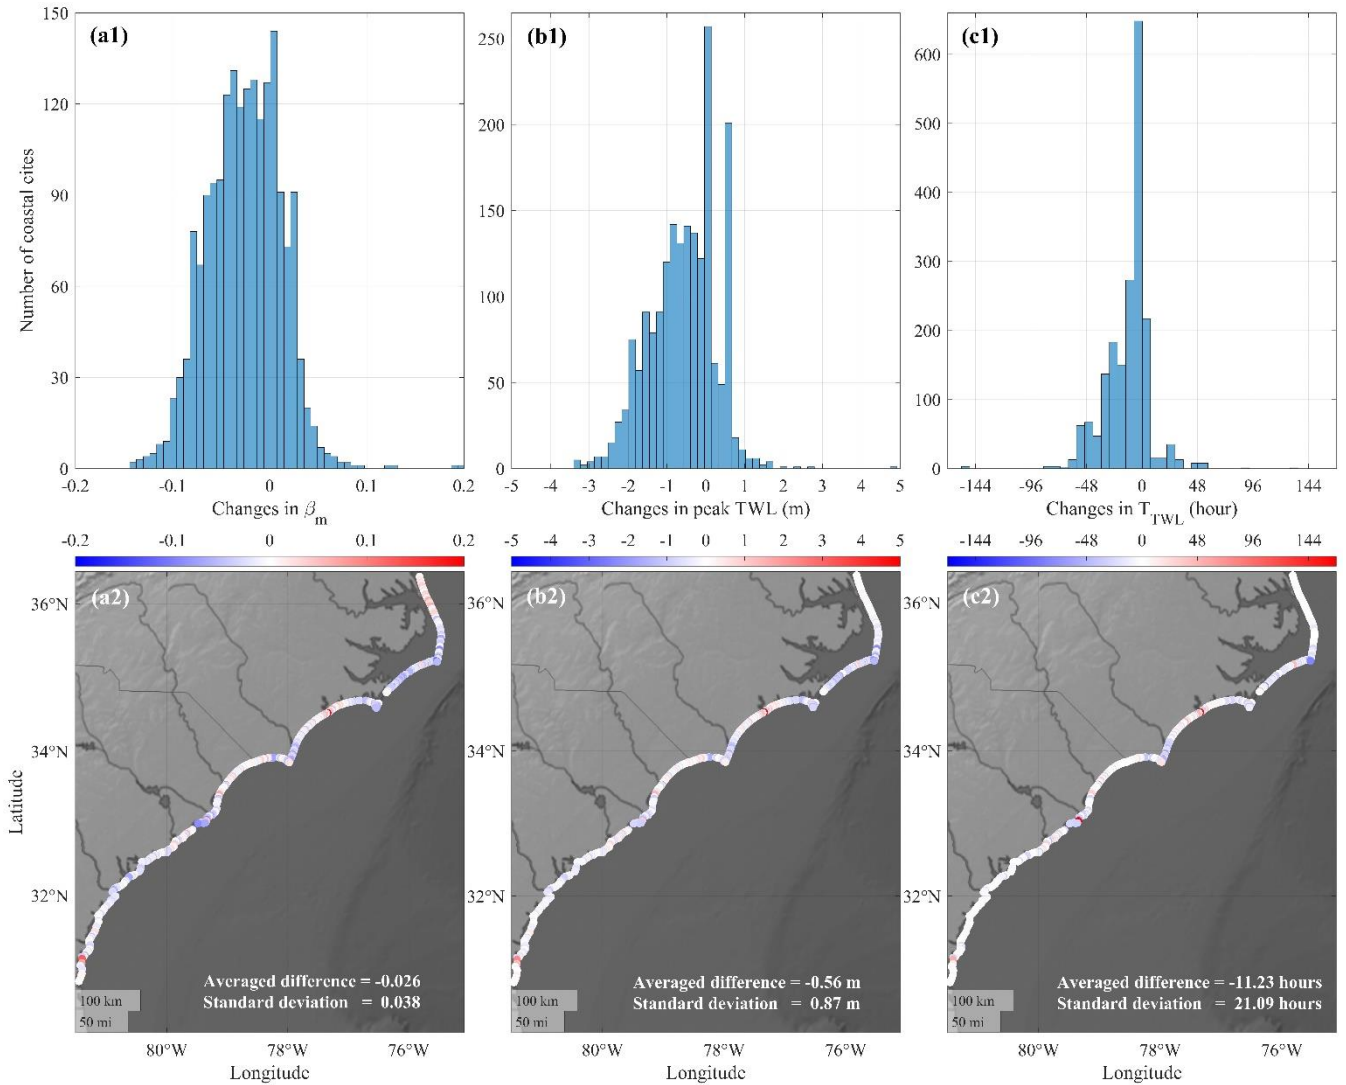 (a1)
150
120
90
60
30
0
Number of coastal cites
-0.2
-0.1
0
0.1
0.2
Changes in βm
(b1)
250
200
150
100
50
0
-5
-4
-3
-2
-1
0
1
2
3
4
5
Changes in peak TWL (m)
(c1)
600
500
400
300
200
100
0
-144
-96
-48
0
48
96
144
Changes in TTWL (hour)
-0.2
-0.1
0
0.1
0.2
(a2)
36°N
34°N
32°N
Latitude
Averaged difference = -0.026
Standard deviation = 0.038
100 km
50 mi
80°W
78°W
76°W
Longitude
-5
-4
-3
-2
-1
0
1
2
3
4
5
(b2)
36°N
34°N
32°N
Averaged difference = -0.56 m
Standard deviation = 0.87 m
100 km
50 mi
80°W
78°W
76°W
Longitude
-144
-96
-48
0
48
96
144
(c2)
36°N
34°N
32°N
Averaged difference = -11.23 hours
Standard deviation = 21.09 hours
100 km
50 mi
80°W
78°W
76°W
Longitude